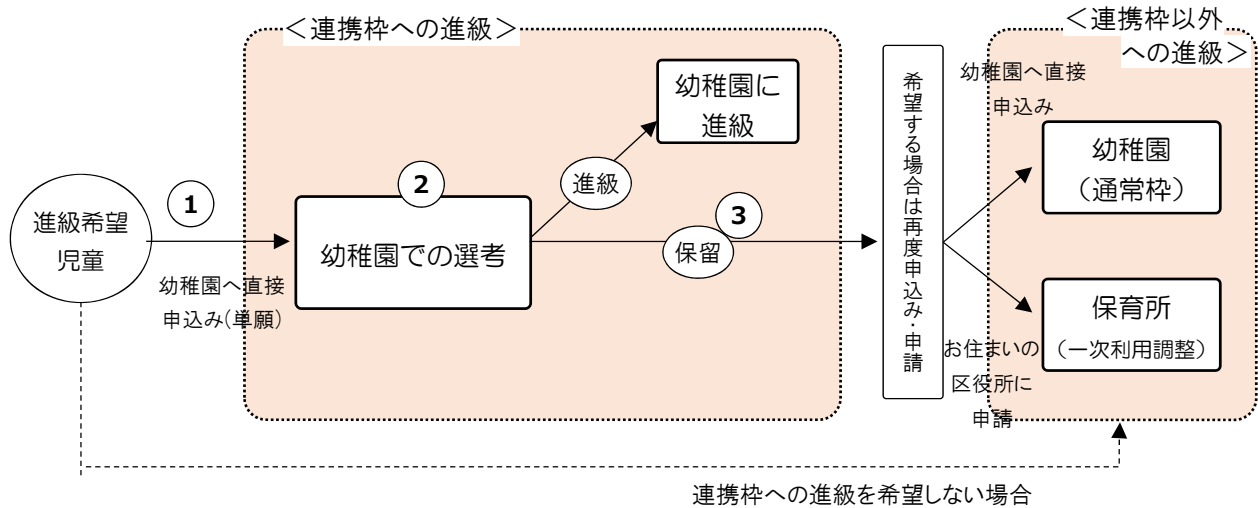 ＜連携枠への進級＞
進級希望
児童
①
幼稚園へ直接
申込み(単願)
②
幼稚園での選考
進級
幼稚園に
進級
③
保留
希望する場合は再度申込み・申請
＜連携枠以外
への進級＞
幼稚園へ直接
申込み
幼稚園
（通常枠）
お住まいの
区役所に
申請
保育所
（一次利用調整）
連携枠への進級を希望しない場合